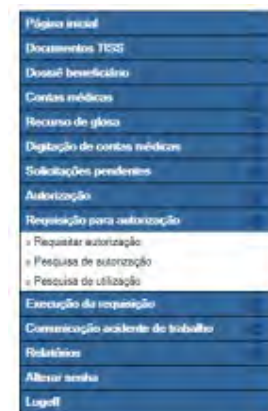 Página inicial
Documentos TISS
Dossiê beneficiário
Contas médicas
Recurso de glosa
Digitação de contas médicas
Solicitações pendentes
Autorização
Requisição para autorização
» Requisitar autorização
» Pesquisa de autorização
» Pesquisa de utilização
Execução da requisição
Comunicação acidente de trabalho
Relatórios
Alterar senha
Logoff